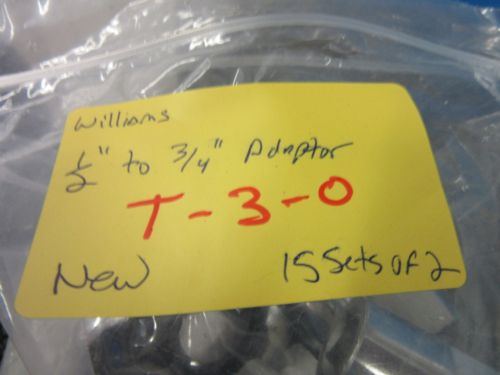 Williams
1/2" to 3/4" Adaptor
T-3-0
New 15 Sets of 2